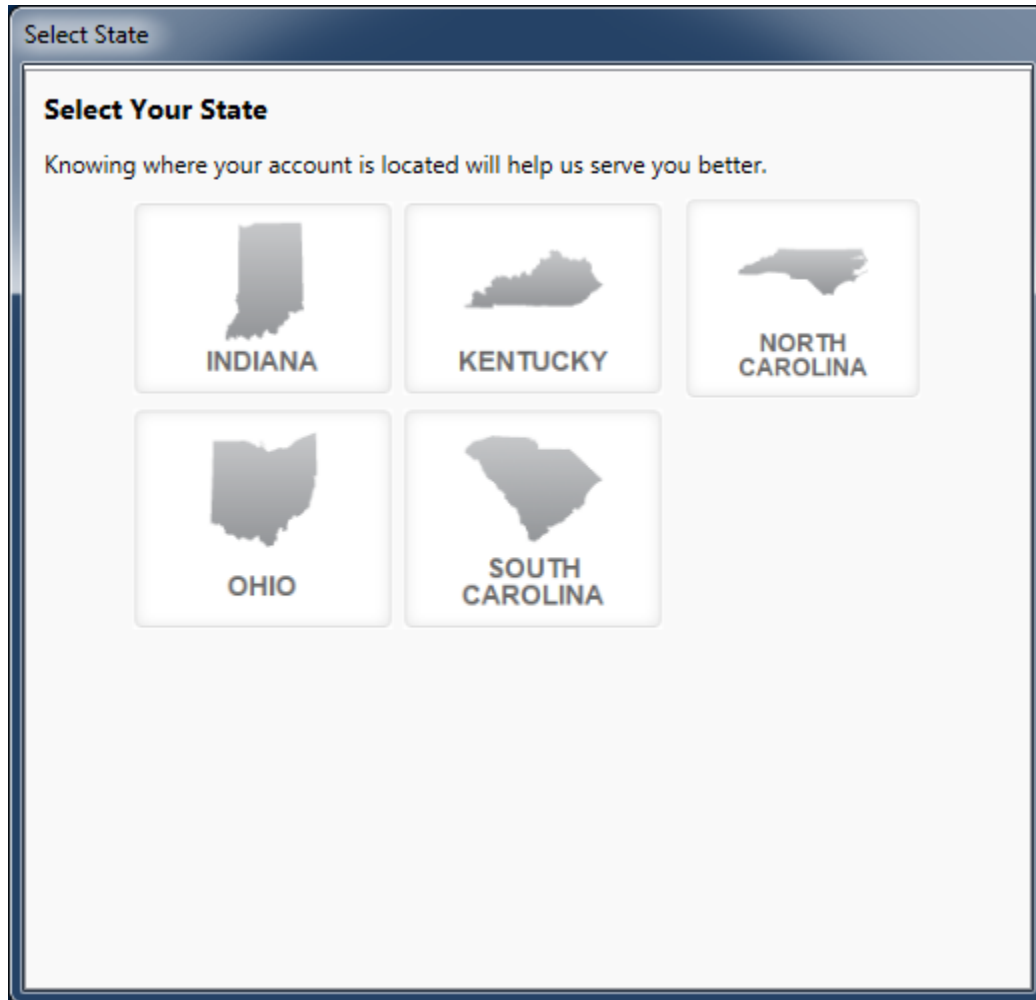 Select State
Select Your State
Knowing where your account is located will help us serve you better.
INDIANA
KENTUCKY
NORTH
CAROLINA
OHIO
SOUTH
CAROLINA